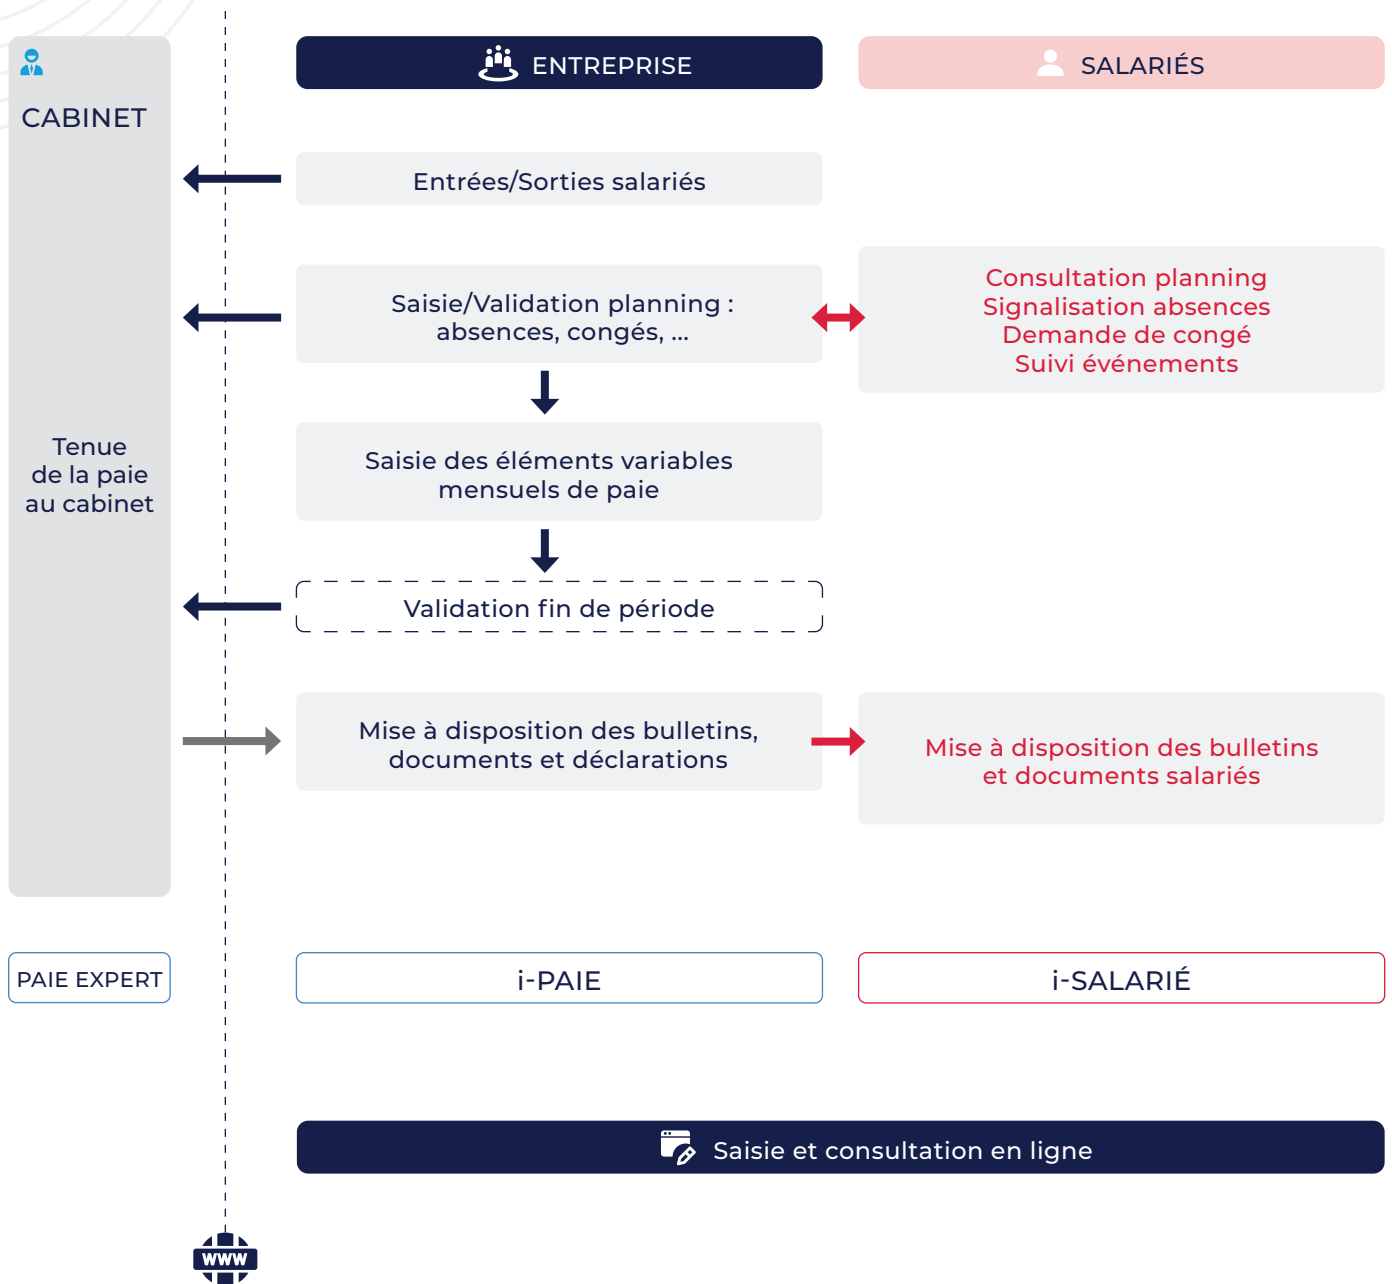 CABINET
ENTREPRISE
SALARIÉS
Entrées/Sorties salariés
Saisie/Validation planning :
absences, congés, ...
Consultation planning
Signalisation absences
Demande de congé
Suivi événements
Tenue
de la paie
au cabinet
Saisie des éléments variables
mensuels de paie
Validation fin de période
Mise à disposition des bulletins,
documents et déclarations
Mise à disposition des bulletins
et documents salariés
PAIE EXPERT
i-PAIE
i-SALARIÉ
Saisie et consultation en ligne
WWW